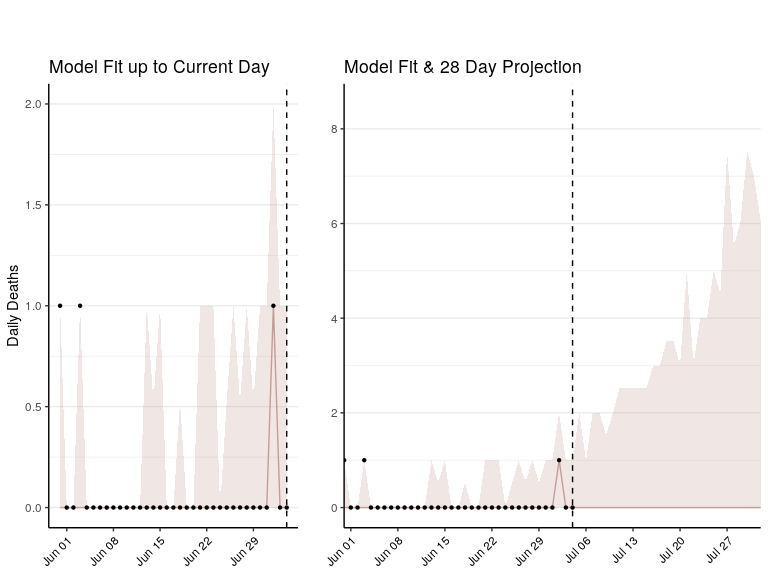 Model Fit up to Current Day
Model Fit & 28 Day Projection
Daily Deaths
2.0
1.5
1.0
0.5
0.0
Jun 01
Jun 08
Jun 15
Jun 22
Jun 29
8
6
4
2
0
Jun 01
Jun 08
Jun 15
Jun 22
Jun 29
Jul 06
Jul 13
Jul 20
Jul 27